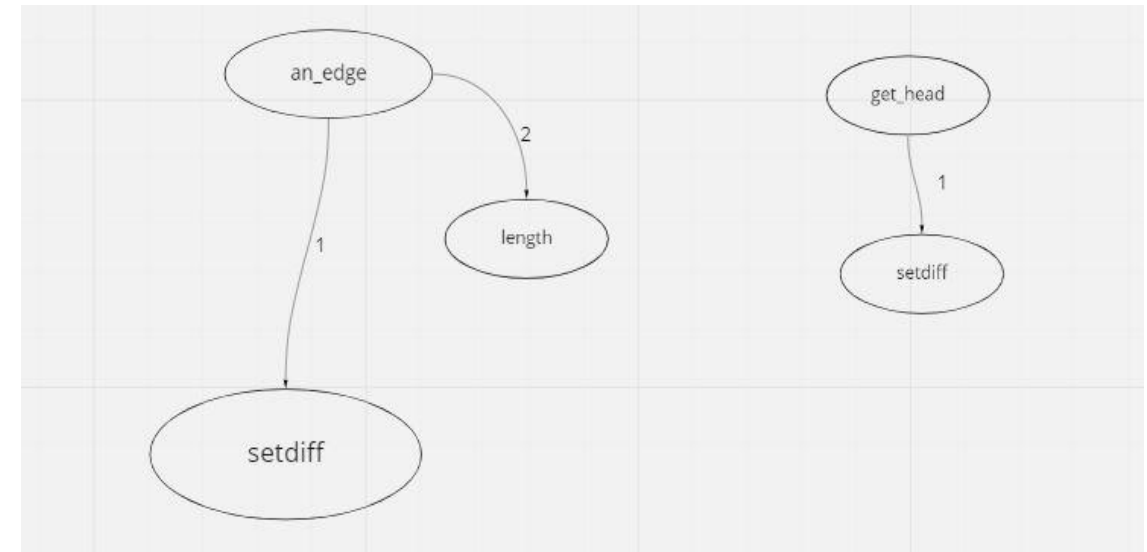 an_edge
get_head
2
1
length
1
setdiff
setdiff